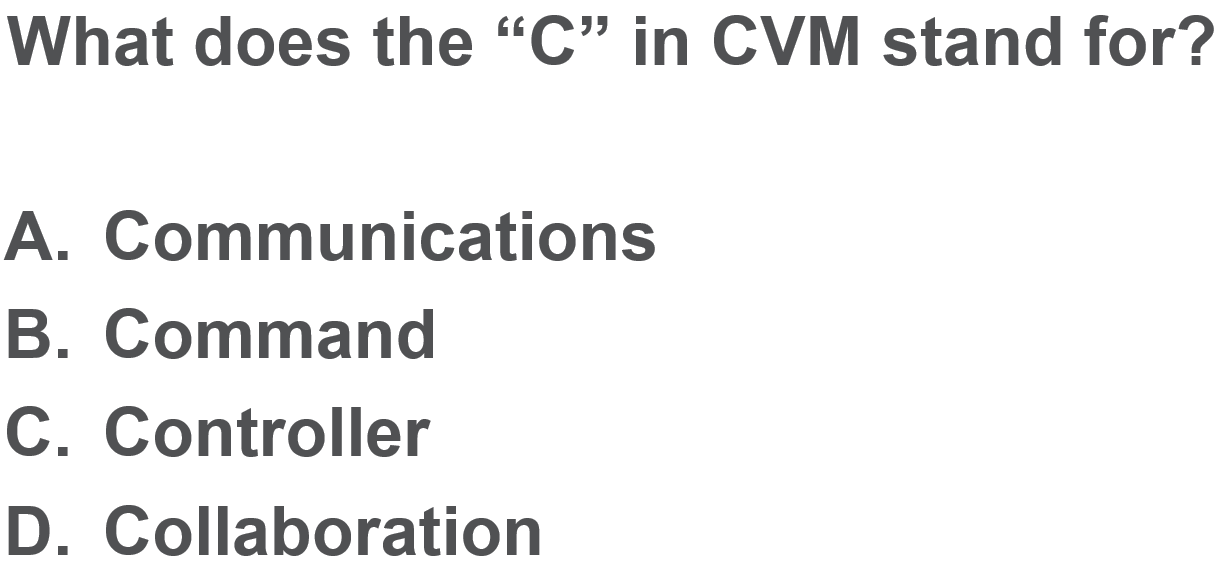 What does the “C” in CVM stand for?
A. Communications
B. Command
C. Controller
D. Collaboration